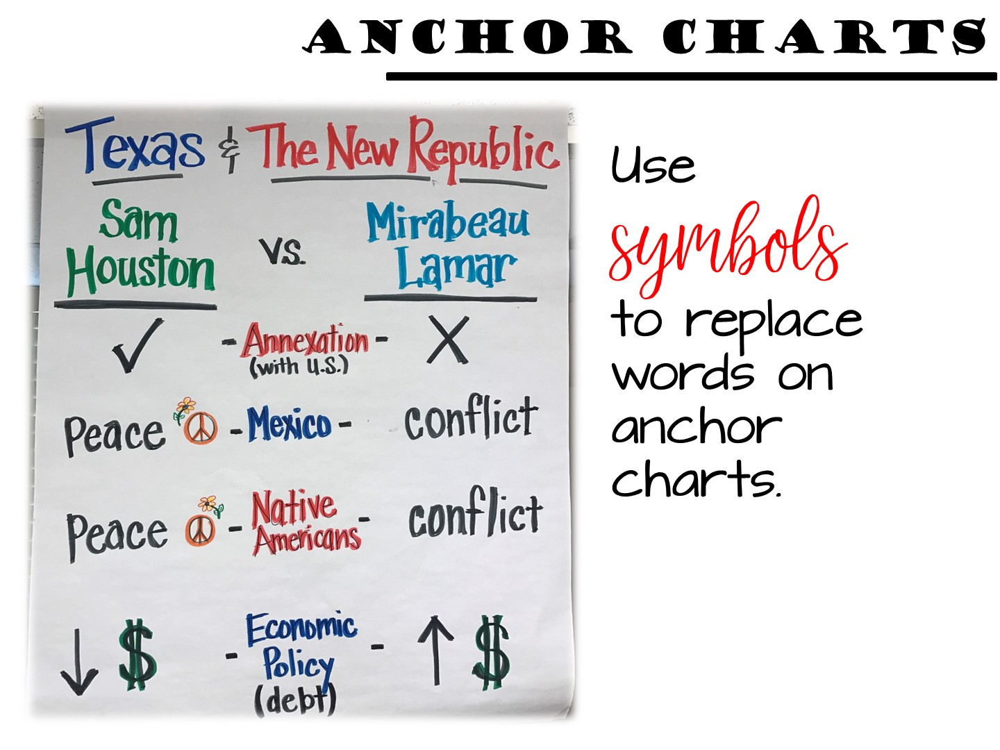 ANCHOR CHARTS
Texas & The New Republic
Sam Houston
vs.
Mirabeau Lamar
✓ - Annexation - X
(with U.S.)
Peace - Mexico - conflict
Peace - Native Americans - conflict
↓ $ - Economic Policy - ↑ $
(debt)
Use
symbols
to replace
words on
anchor
charts.